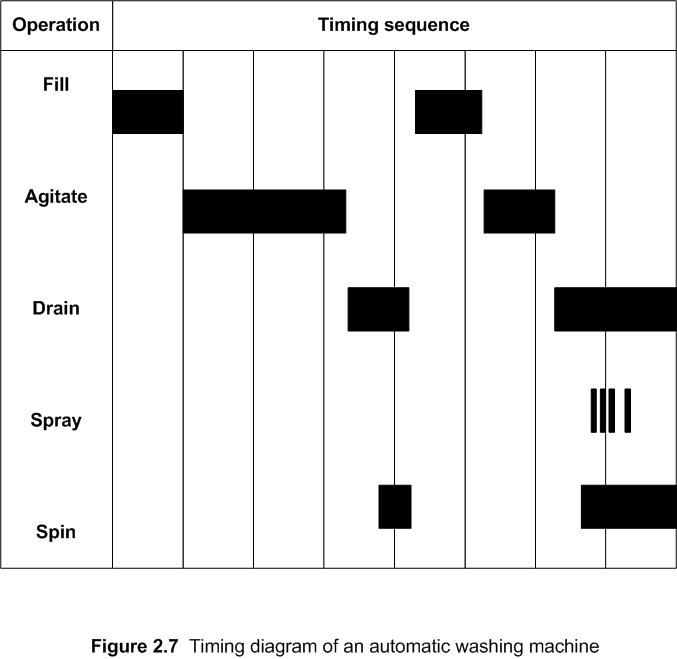 Operation
Timing sequence
Fill
Agitate
Drain
Spray
Spin
Figure 2.7 Timing diagram of an automatic washing machine